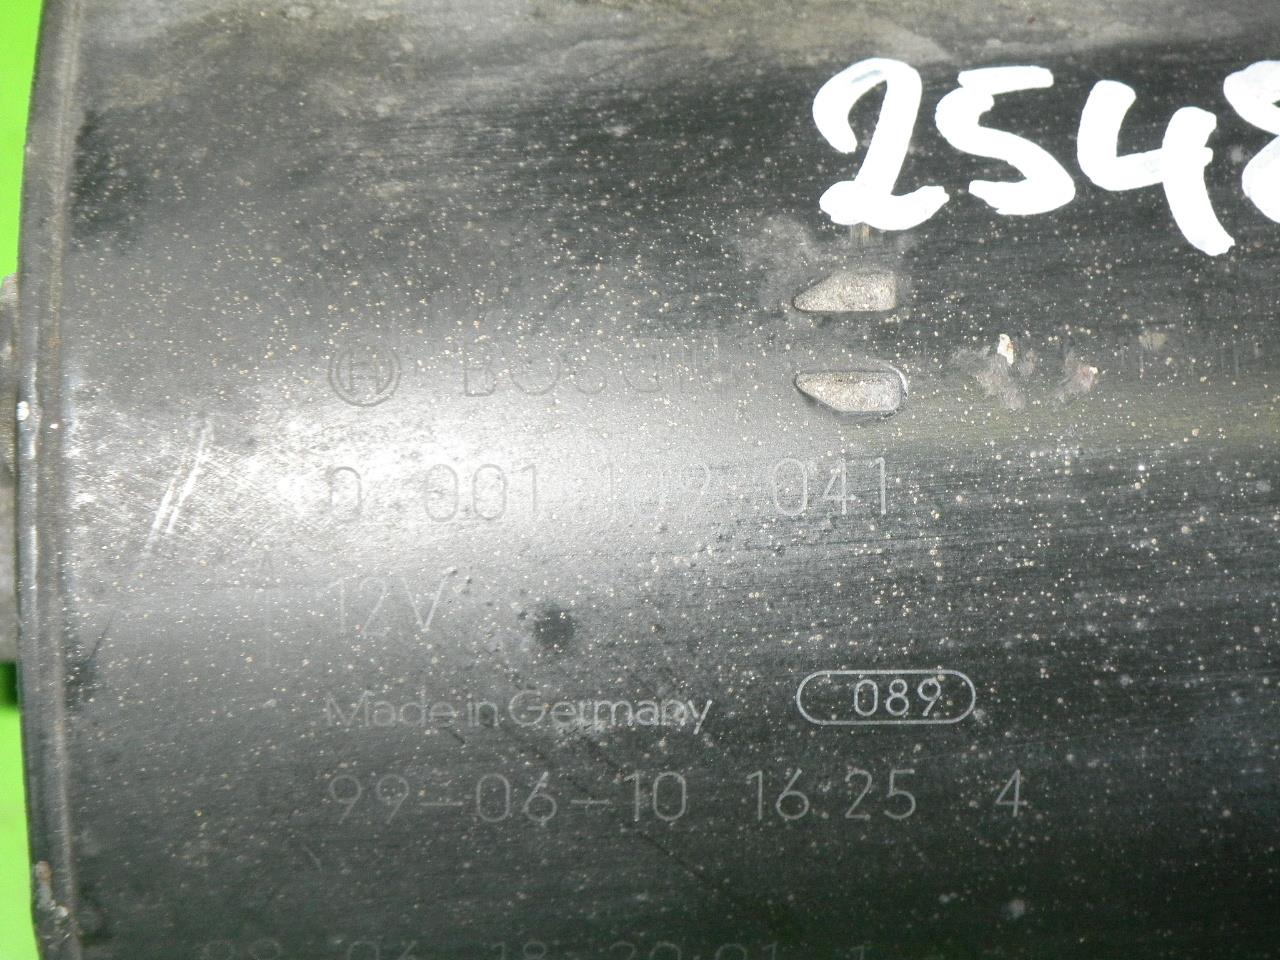 2548
BOSCH
0 001 109 041
12V
Made in Germany 089
99-06-10 16:25 4